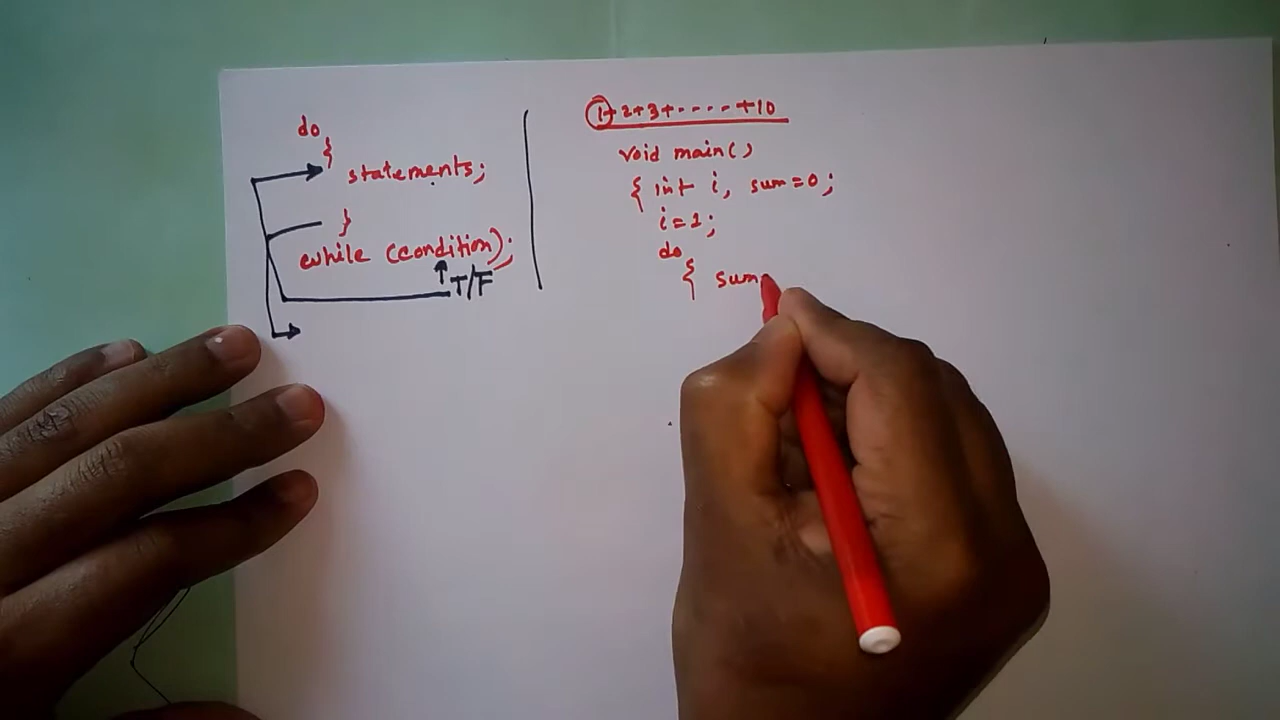 do
{
statements;
}
while (condition);
T/F
1+2+3+-----+10
void main()
{ int i, sum=0;
i=1;
do
{ sum